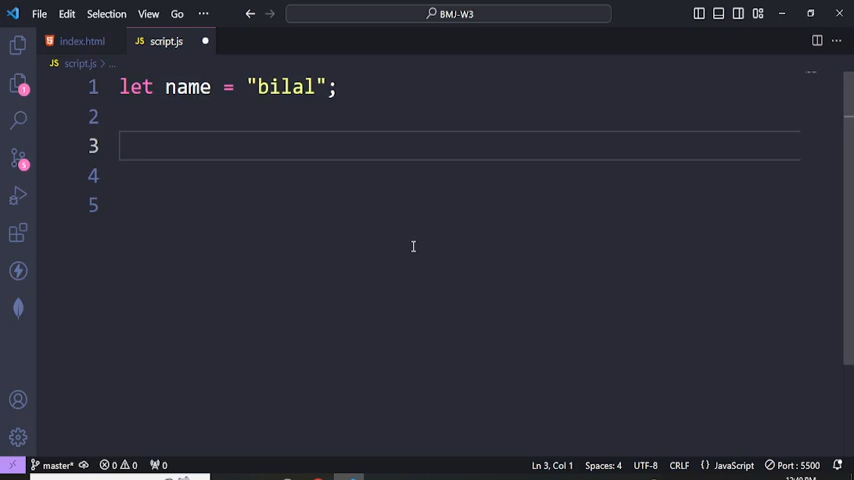 File Edit Selection View Go ··· BMJ-W3
index.html JS script.js
JS script.js > ...
1 let name = "bilal";
2
3
4
5
1
5
master* 0 0 0 Ln 3, Col 1 Spaces: 4 UTF-8 CRLF {} JavaScript Port : 5500